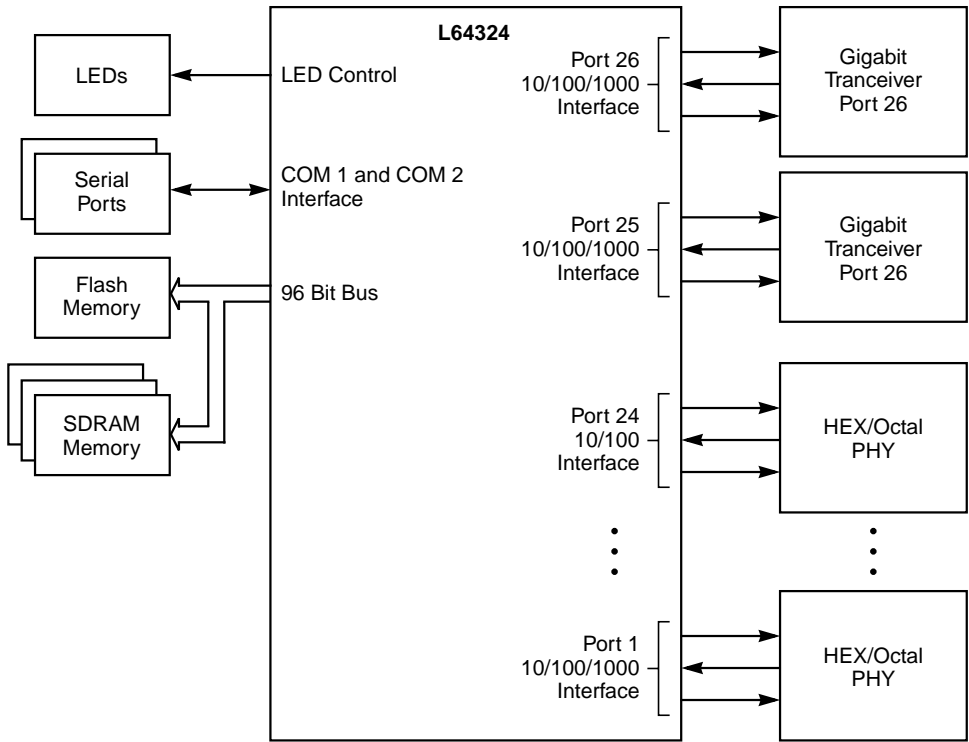 L64324
LEDs
LED Control
Serial
Ports
COM 1 and COM 2
Interface
Flash
Memory
96 Bit Bus
SDRAM
Memory
Port 26
10/100/1000
Interface
Gigabit
Tranceiver
Port 26
Port 25
10/100/1000
Interface
Gigabit
Tranceiver
Port 26
Port 24
10/100
Interface
HEX/Octal
PHY
Port 1
10/100/1000
Interface
HEX/Octal
PHY